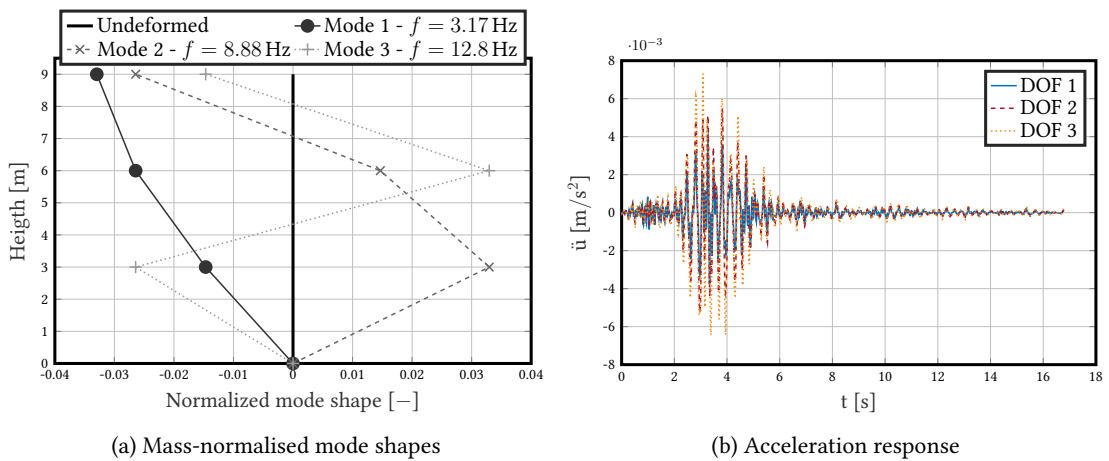 Undeformed
Mode 1 - f = 3.17 Hz
Mode 2 - f = 8.88 Hz
Mode 3 - f = 12.8 Hz
9
8
7
6
5
4
3
2
1
0
Heigth [m]
-0.04 -0.03 -0.02 -0.01 0 0.01 0.02 0.03 0.04
Normalized mode shape [−]
(a) Mass-normalised mode shapes
·10⁻³
8
6
4
2
0
-2
-4
-6
-8
ü [m/s²]
DOF 1
DOF 2
DOF 3
0 2 4 6 8 10 12 14 16 18
t [s]
(b) Acceleration response